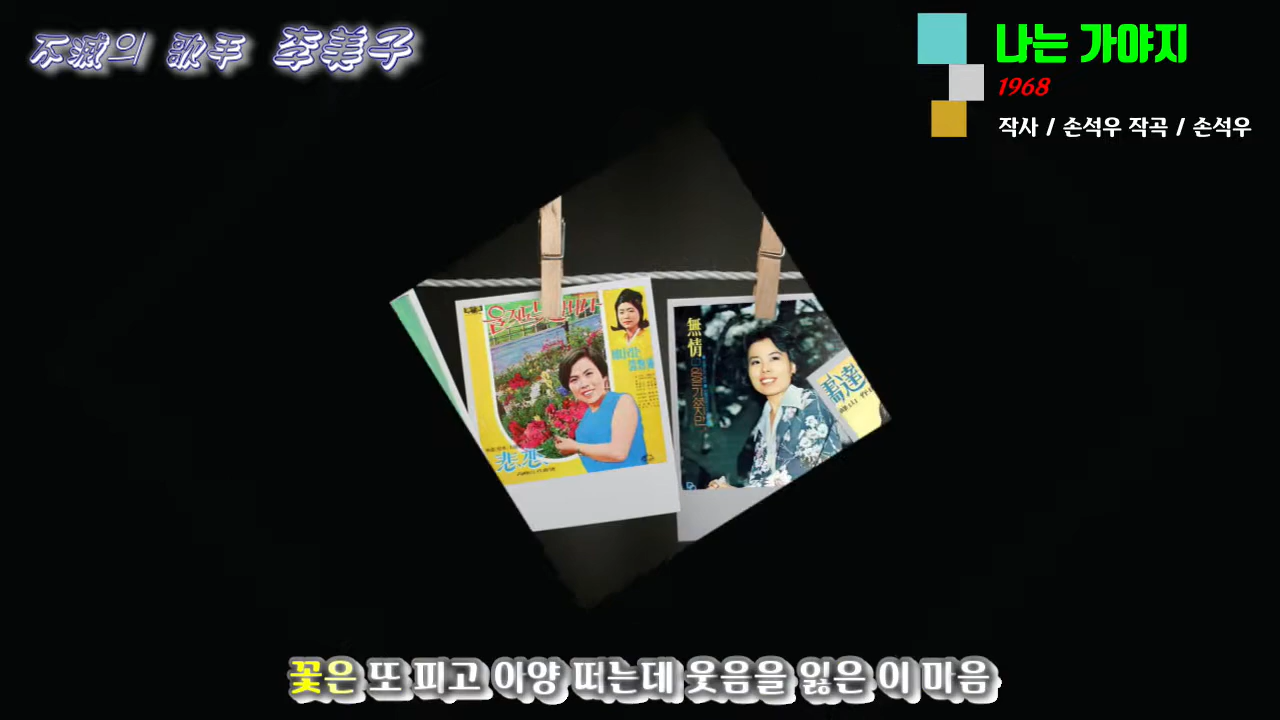 不滅의 歌手 李美子
나는 가야지
1968
작사 / 손석우 작곡 / 손석우
無情
悲恋
꽃은 또 피고 아양 떠는데 웃음을 잃은 이 마음